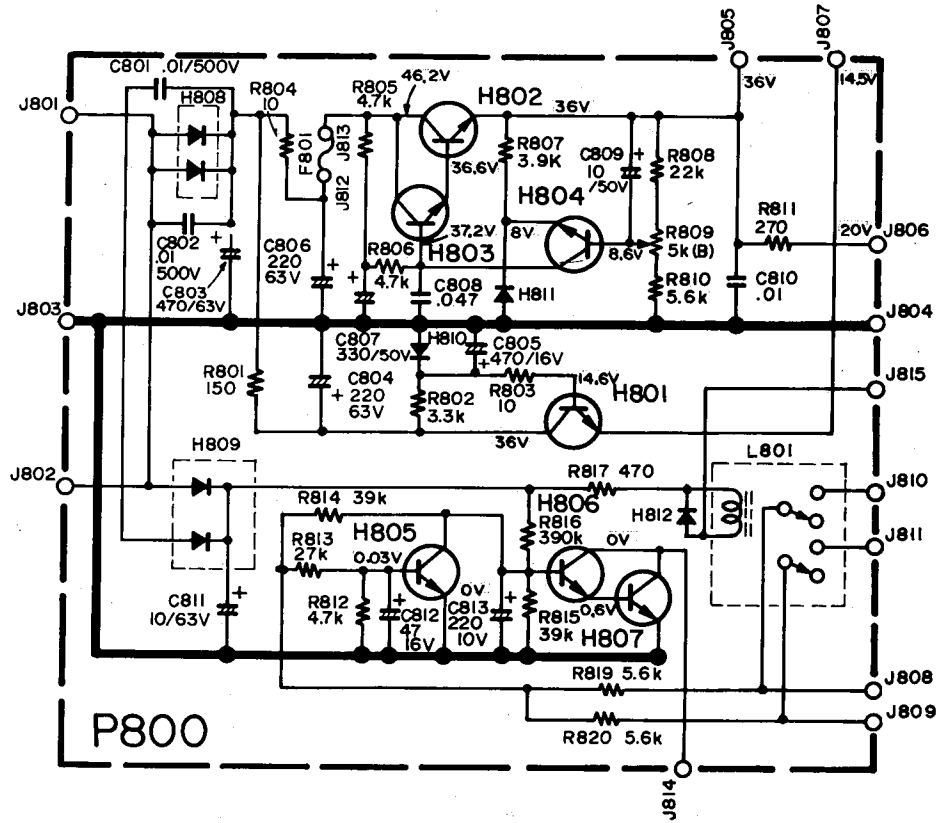 J805
J807
C801 .01/500V
36V
14.5V
J801
H808
R804
10
R805
4.7k
46.2V
H802
36V
F801
J813
J812
R807
3.9K
C809
10
/50V
+
R808
22k
36.6V
H804
C802
.01
500V
+
C806
220
63V
37.2V
H803
8V
8.6V
R809
5k(B)
R811
270
20V
J806
C803
470/63V
+
+
R806
4.7k
C808
.047
H811
R810
5.6k
C810
.01
J803
J804
C807
330/50V
H810
C805
470/16V
+
R801
150
C804
+ 220
63V
R802
3.3k
R803
10
14.6V
H801
J815
36V
H809
L801
J802
R817 470
J810
R814 39k
H806
R816
390k
H812
H805
R813
27k
0.03V
0V
J811
C811
10/63V
+
R812
4.7k
+
C812
47
16V
0V
C813
220
10V
+
R815
39k
0.6V
H807
R819 5.6k
J808
J809
P800
R820 5.6k
J814